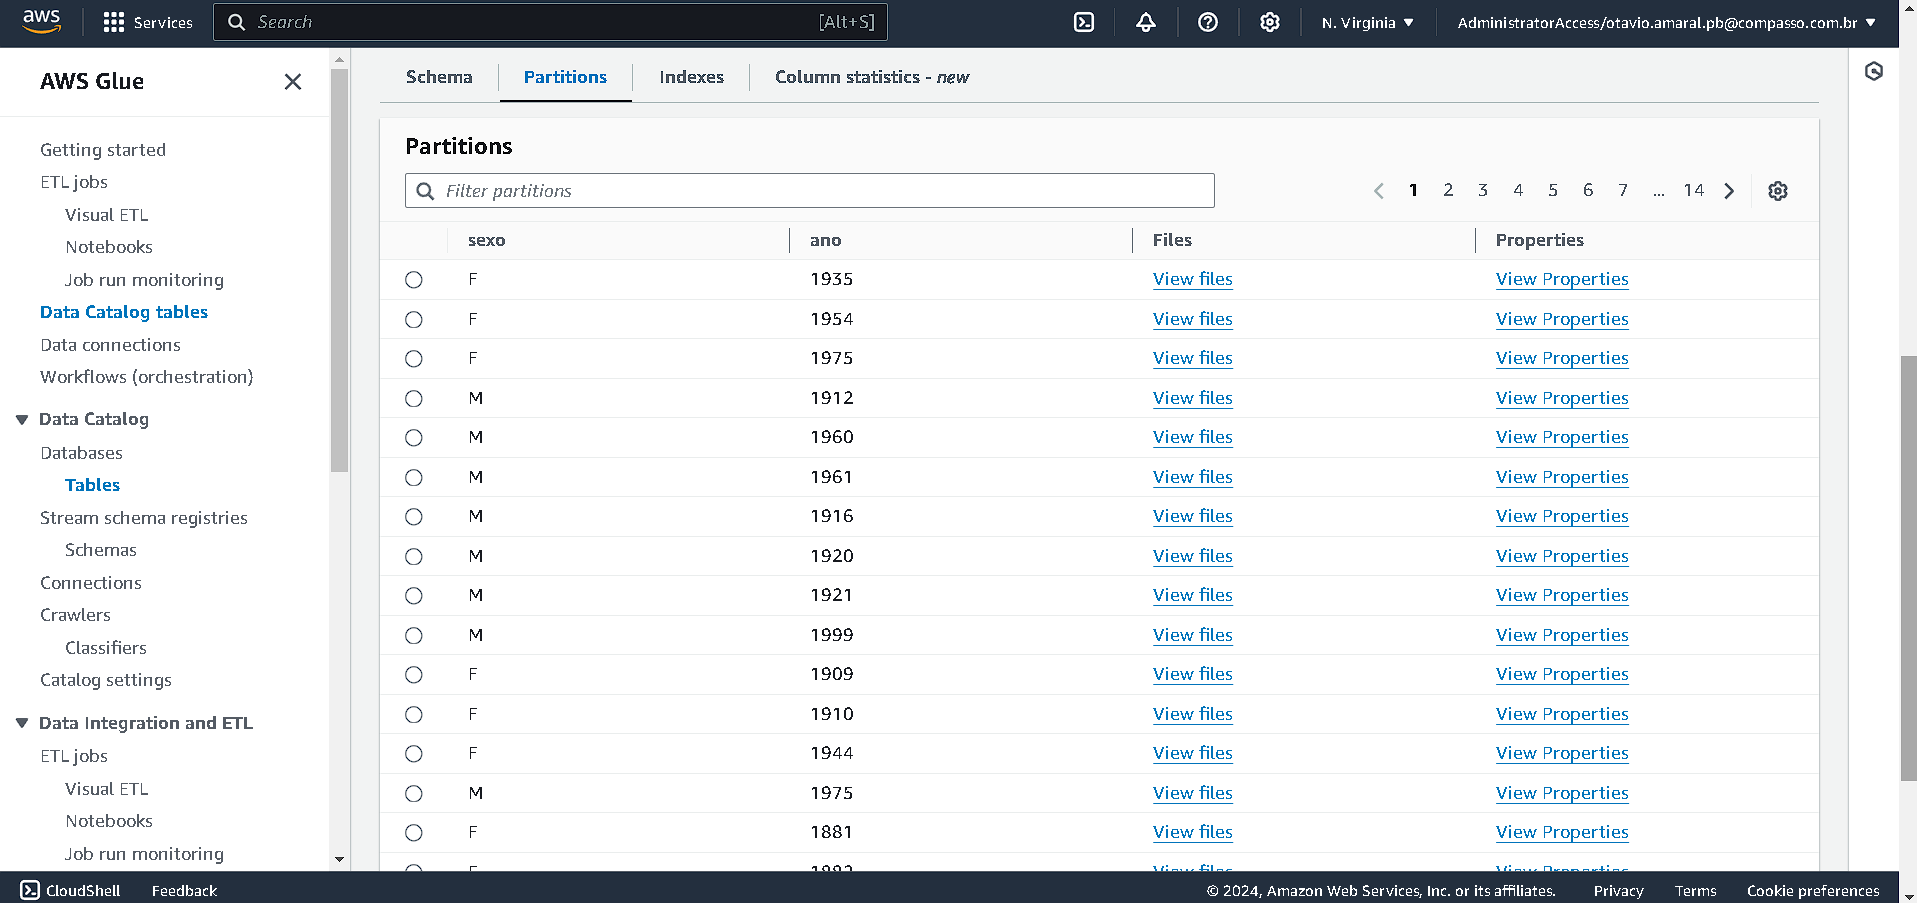 aws Services Search [Alt+S] N. Virginia AdministratorAccess/otavio.amaral.pb@compasso.com.br
AWS Glue
Getting started
ETL jobs
Visual ETL
Notebooks
Job run monitoring
Data Catalog tables
Data connections
Workflows (orchestration)
Data Catalog
Databases
Tables
Stream schema registries
Schemas
Connections
Crawlers
Classifiers
Catalog settings
Data Integration and ETL
ETL jobs
Visual ETL
Notebooks
Job run monitoring
Schema Partitions Indexes Column statistics - new
Partitions
Filter partitions 1 2 3 4 5 6 7 ... 14
sexo ano Files Properties
F 1935 View files View Properties
F 1954 View files View Properties
F 1975 View files View Properties
M 1912 View files View Properties
M 1960 View files View Properties
M 1961 View files View Properties
M 1916 View files View Properties
M 1920 View files View Properties
M 1921 View files View Properties
M 1999 View files View Properties
F 1909 View files View Properties
F 1910 View files View Properties
F 1944 View files View Properties
M 1975 View files View Properties
F 1881 View files View Properties
View files View Properties
CloudShell Feedback © 2024, Amazon Web Services, Inc. or its affiliates. Privacy Terms Cookie preferences